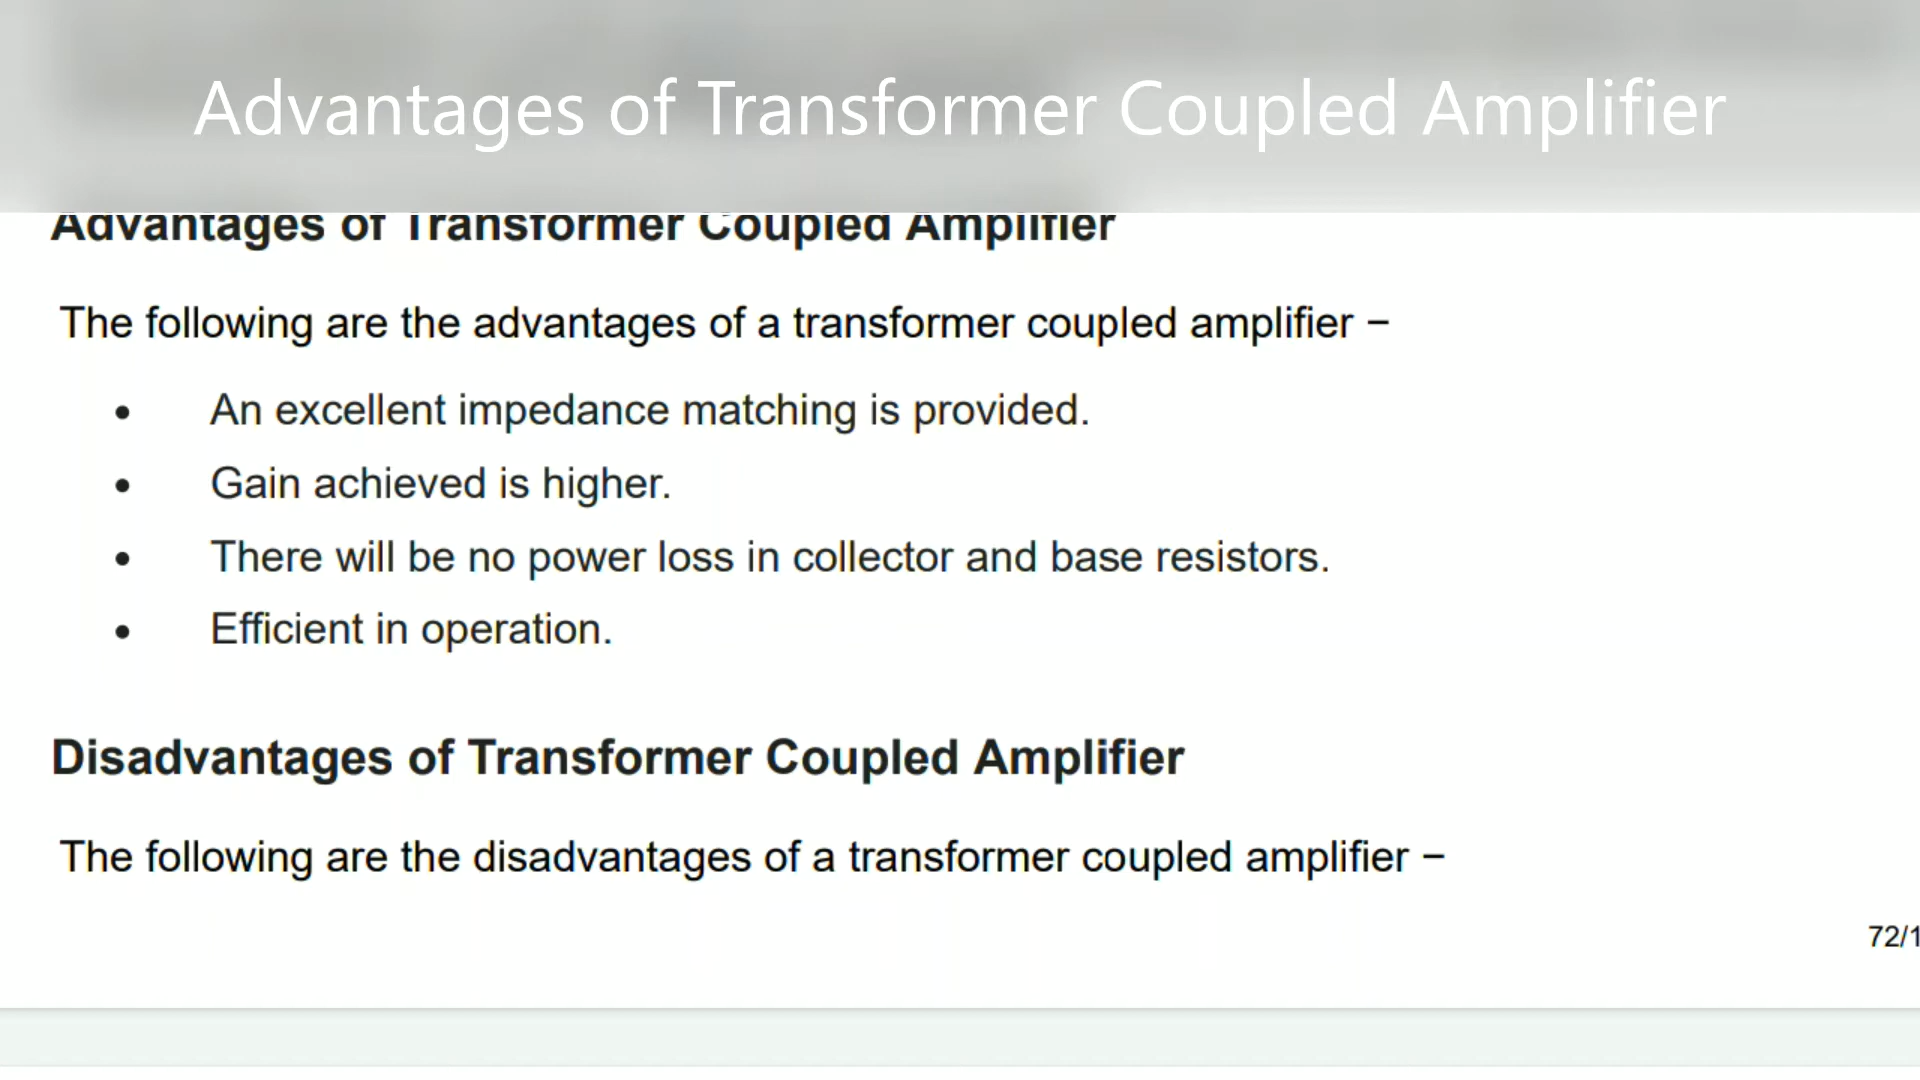 Advantages of Transformer Coupled Amplifier
Advantages of Transformer Coupled Amplifier
The following are the advantages of a transformer coupled amplifier −
• An excellent impedance matching is provided.
• Gain achieved is higher.
• There will be no power loss in collector and base resistors.
• Efficient in operation.
Disadvantages of Transformer Coupled Amplifier
The following are the disadvantages of a transformer coupled amplifier −
72/1